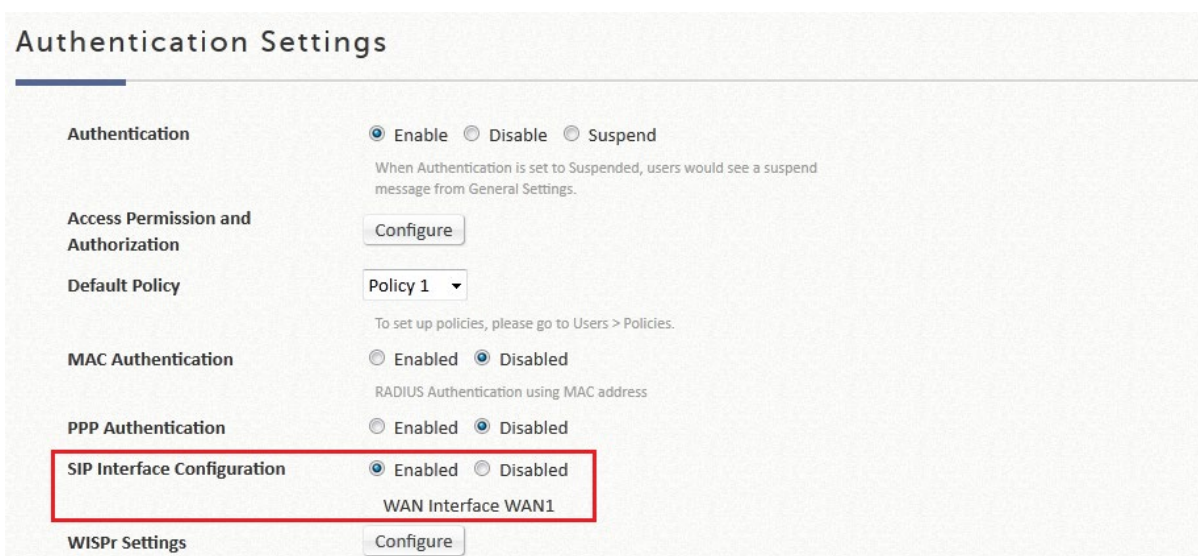 Authentication Settings
Authentication
Enable Disable Suspend
When Authentication is set to Suspended, users would see a suspend
message from General Settings.
Access Permission and
Authorization
Configure
Default Policy
Policy 1
To set up policies, please go to Users > Policies.
MAC Authentication
Enabled Disabled
RADIUS Authentication using MAC address
PPP Authentication
Enabled Disabled
SIP Interface Configuration
Enabled Disabled
WAN Interface WAN1
WISPr Settings
Configure